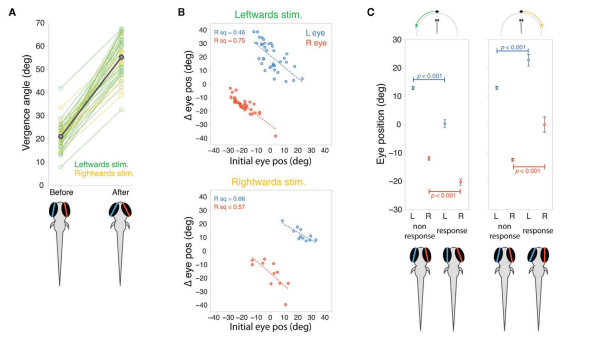 A
Vergence angle (deg)
70
60
50
40
30
20
10
0
Leftwards stim.
Rightwards stim.
Before
After
B
Leftwards stim.
R sq = 0.46
R sq = 0.75
L eye
R eye
Δ eye pos (deg)
40
30
20
10
0
−10
−20
−30
−40
−40 −30 −20 −10 0 10 20 30 40
Initial eye pos (deg)
Rightwards stim.
R sq = 0.66
R sq = 0.57
Δ eye pos (deg)
40
30
20
10
0
−10
−20
−30
−40
−40 −30 −20 −10 0 10 20 30 40
Initial eye pos (deg)
C
Eye position (deg)
30
20
10
0
−10
−20
−30
p < 0.001
p < 0.001
L R L R
non response
response
p < 0.001
p < 0.001
L R L R
non response
response